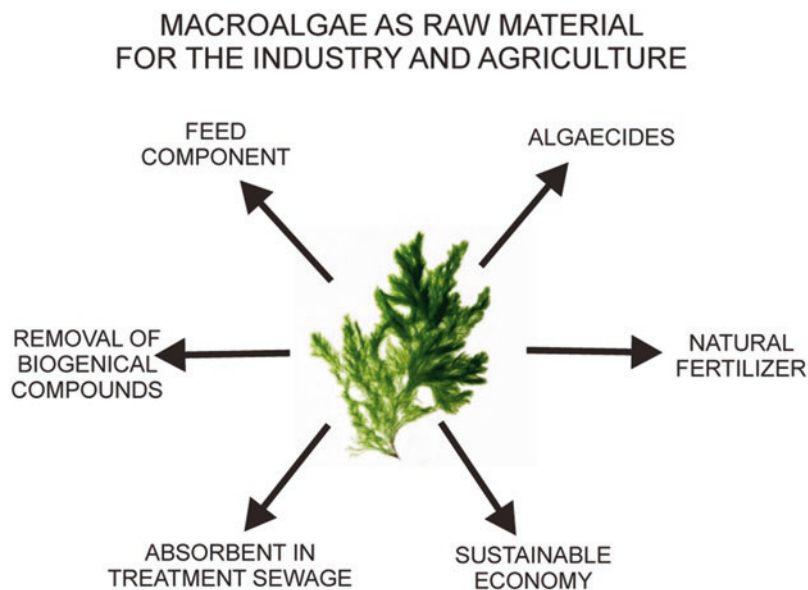 MACROALGAE AS RAW MATERIAL
FOR THE INDUSTRY AND AGRICULTURE
FEED
COMPONENT
ALGAECIDES
REMOVAL OF
BIOGENICAL
COMPOUNDS
NATURAL
FERTILIZER
ABSORBENT IN
TREATMENT SEWAGE
SUSTAINABLE
ECONOMY